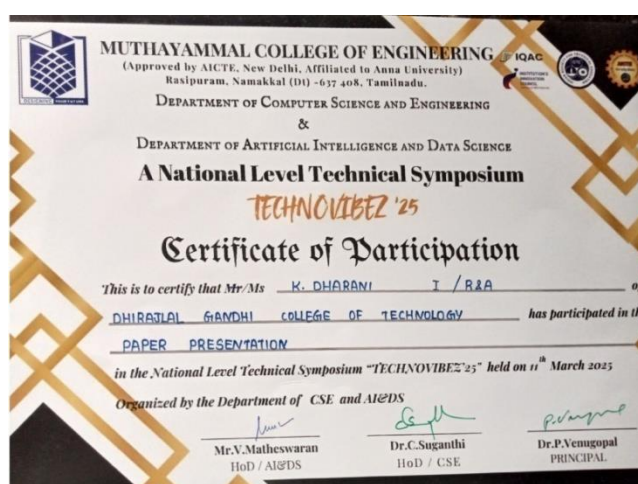 MUTHAYAMMAL COLLEGE OF ENGINEERING
IQAC
(Approved by AICTE, New Delhi, Affiliated to Anna University)
Rasipuram, Namakkal (Dt) -637 408, Tamilnadu.
INSTITUTION'S
INNOVATION
COUNCIL
DEPARTMENT OF COMPUTER SCIENCE AND ENGINEERING
&
DEPARTMENT OF ARTIFICIAL INTELLIGENCE AND DATA SCIENCE
A National Level Technical Symposium
TECHNOVIBEZ '25
Certificate of Participation
This is to certify that Mr/Ms K. DHARANI I / R&A
DHIRAJLAL GANDHI COLLEGE OF TECHNOLOGY has participated in the
PAPER PRESENTATION
in the National Level Technical Symposium "TECHNOVIBEZ'25" held on 11th March 2025
Organized by the Department of CSE and AI&DS
Mr.V.Matheswaran
HoD / AI&DS
Dr.C.Suganthi
HoD / CSE
P.Venugopal
Dr.P.Venugopal
PRINCIPAL